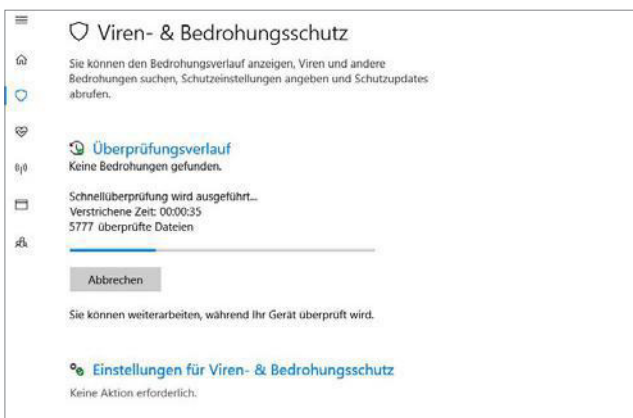 Viren- & Bedrohungsschutz
Sie können den Bedrohungsverlauf anzeigen, Viren und andere
Bedrohungen suchen, Schutzeinstellungen angeben und Schutzupdates
abrufen.
Überprüfungsverlauf
Keine Bedrohungen gefunden.
Schnellüberprüfung wird ausgeführt...
Verstrichene Zeit: 00:00:35
5777 überprüfte Dateien
Abbrechen
Sie können weiterarbeiten, während Ihr Gerät überprüft wird.
Einstellungen für Viren- & Bedrohungsschutz
Keine Aktion erforderlich.